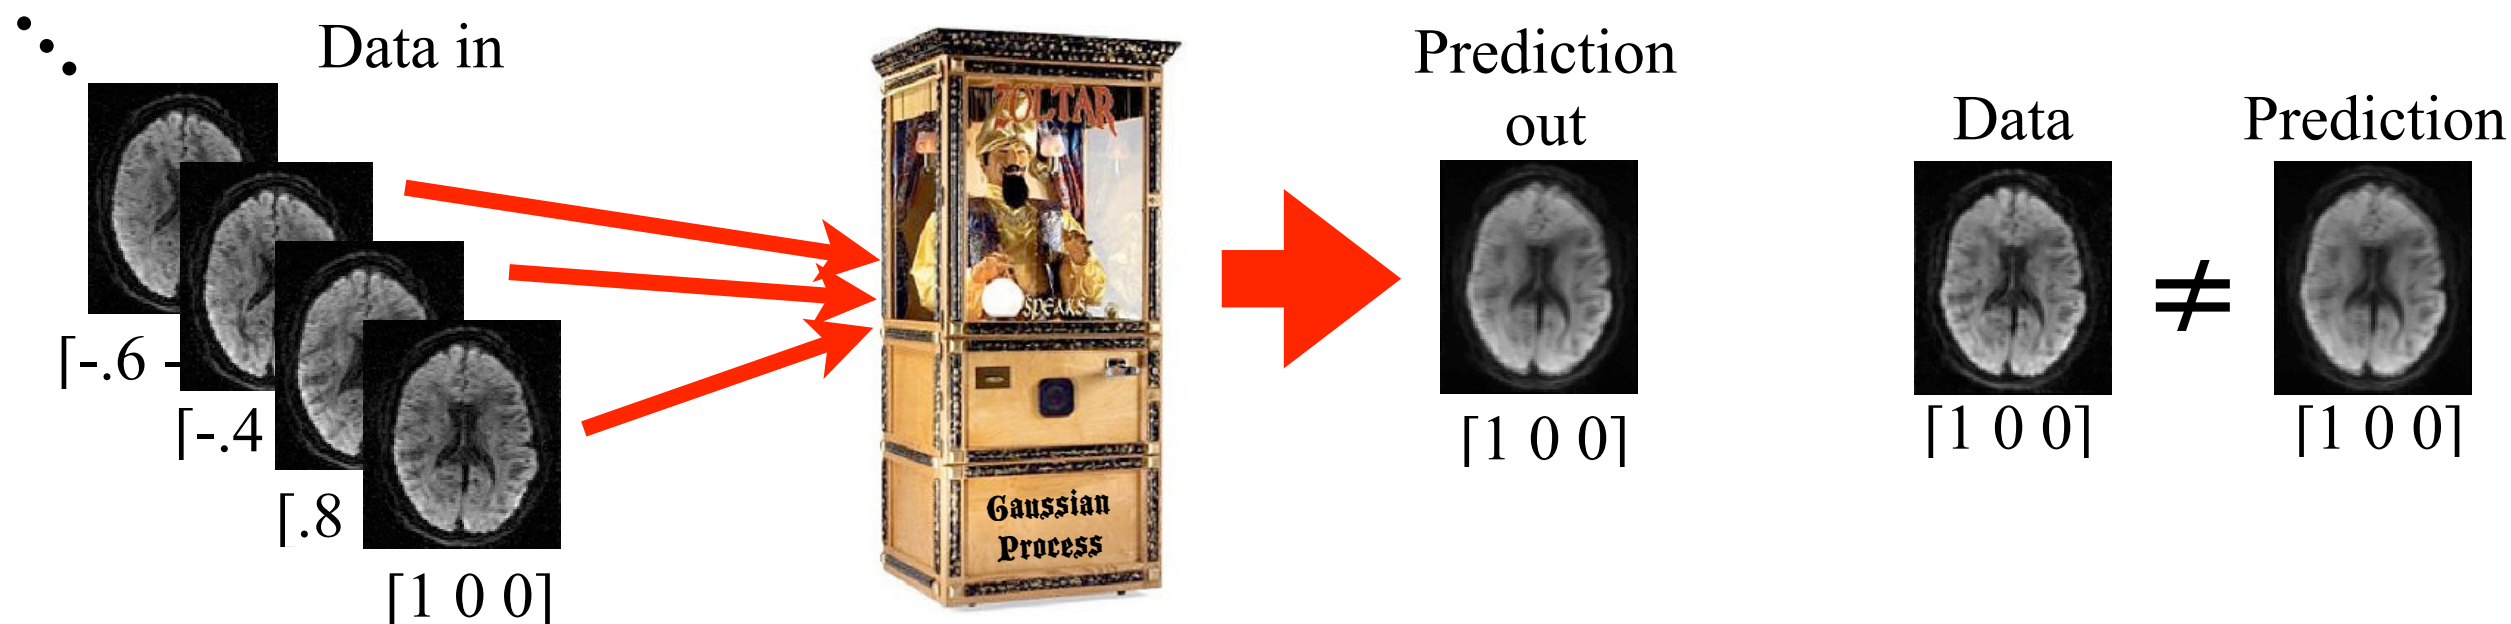 Data in
⌈-.6 -
⌈-.4
⌈.8
⌈1 0 0⌉
ZOLTAR
SPEAKS
Gaussian
Process
Prediction
out
⌈1 0 0⌉
Data
⌈1 0 0⌉
≠
Prediction
⌈1 0 0⌉